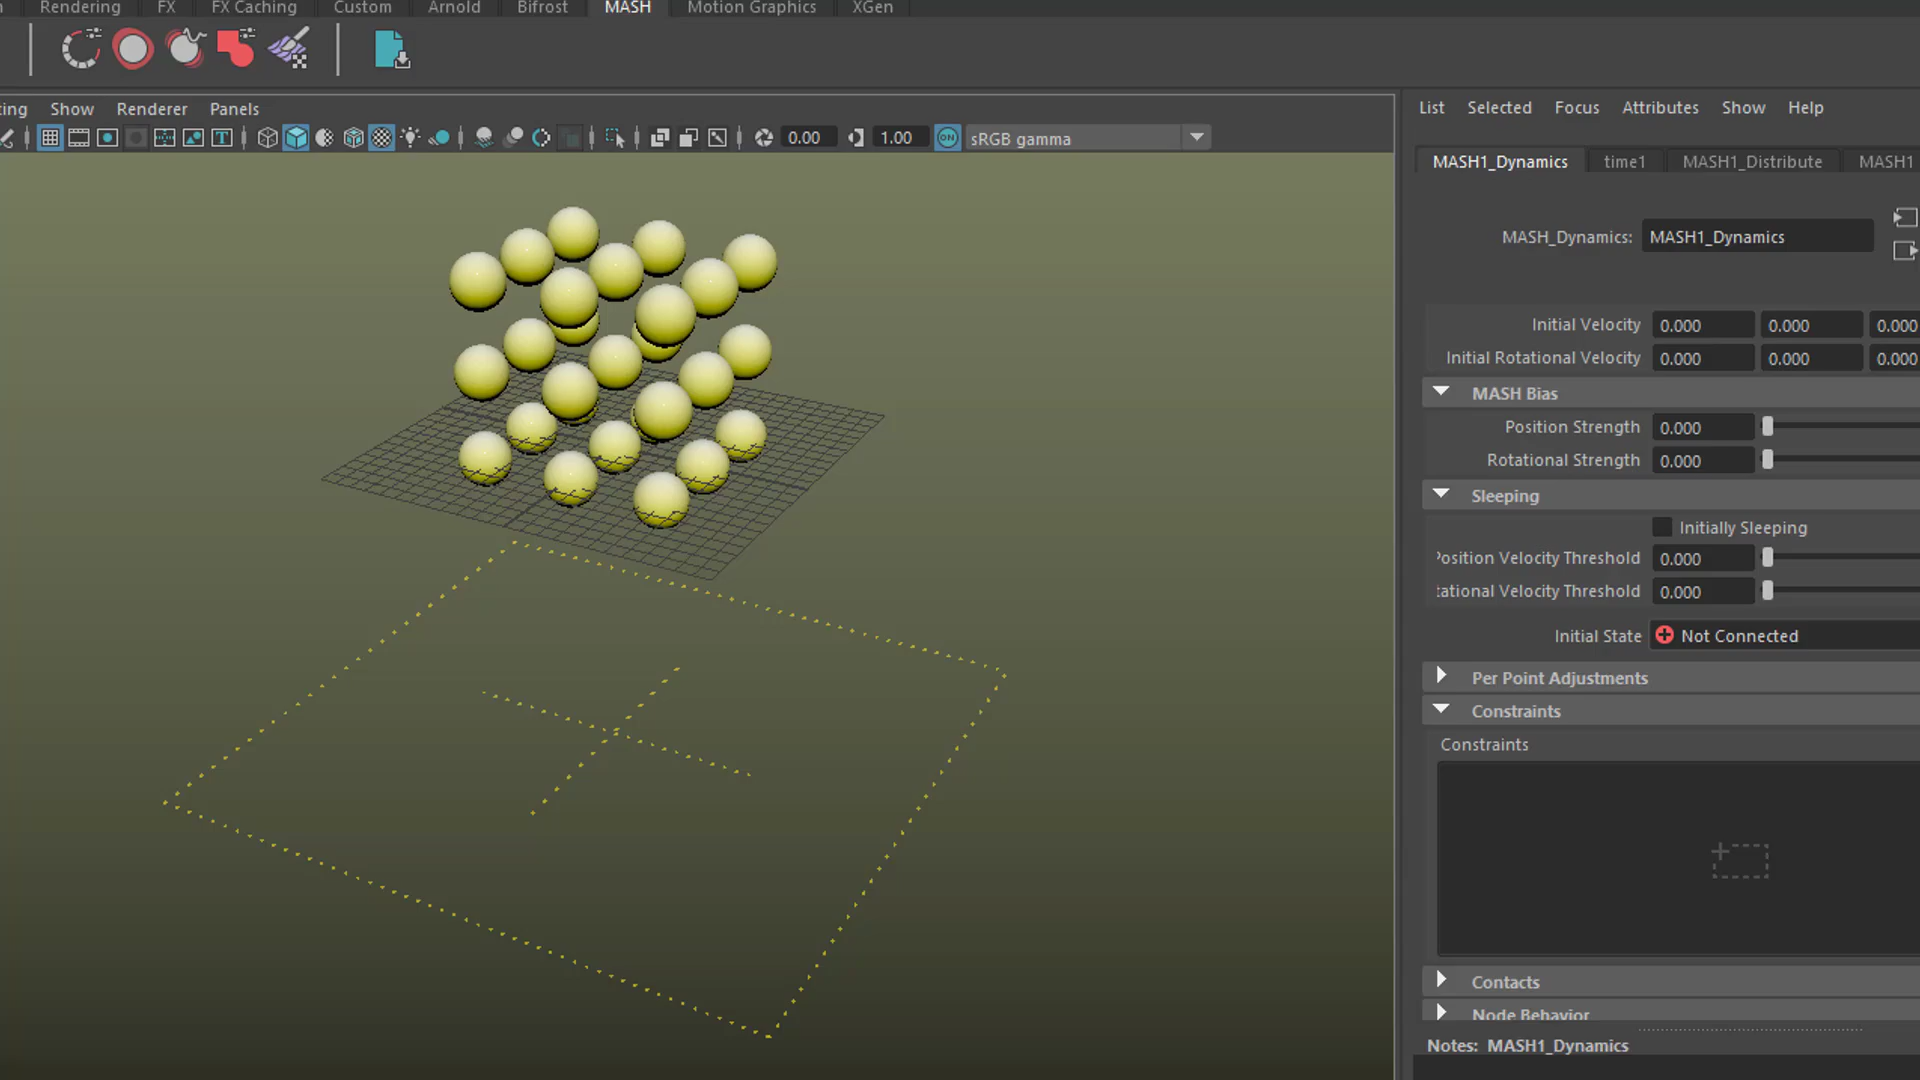 Rendering FX FX Caching Custom Arnold Bifrost MASH Motion Graphics XGen
ing Show Renderer Panels
0.00 1.00 ON sRGB gamma
List Selected Focus Attributes Show Help
MASH1_Dynamics time1 MASH1_Distribute MASH1
MASH_Dynamics: MASH1_Dynamics
Initial Velocity 0.000 0.000 0.000
Initial Rotational Velocity 0.000 0.000 0.000
MASH Bias
Position Strength 0.000
Rotational Strength 0.000
Sleeping
Initially Sleeping
Position Velocity Threshold 0.000
tational Velocity Threshold 0.000
Initial State Not Connected
Per Point Adjustments
Constraints
Constraints
Contacts
Node Behavior
Notes: MASH1_Dynamics